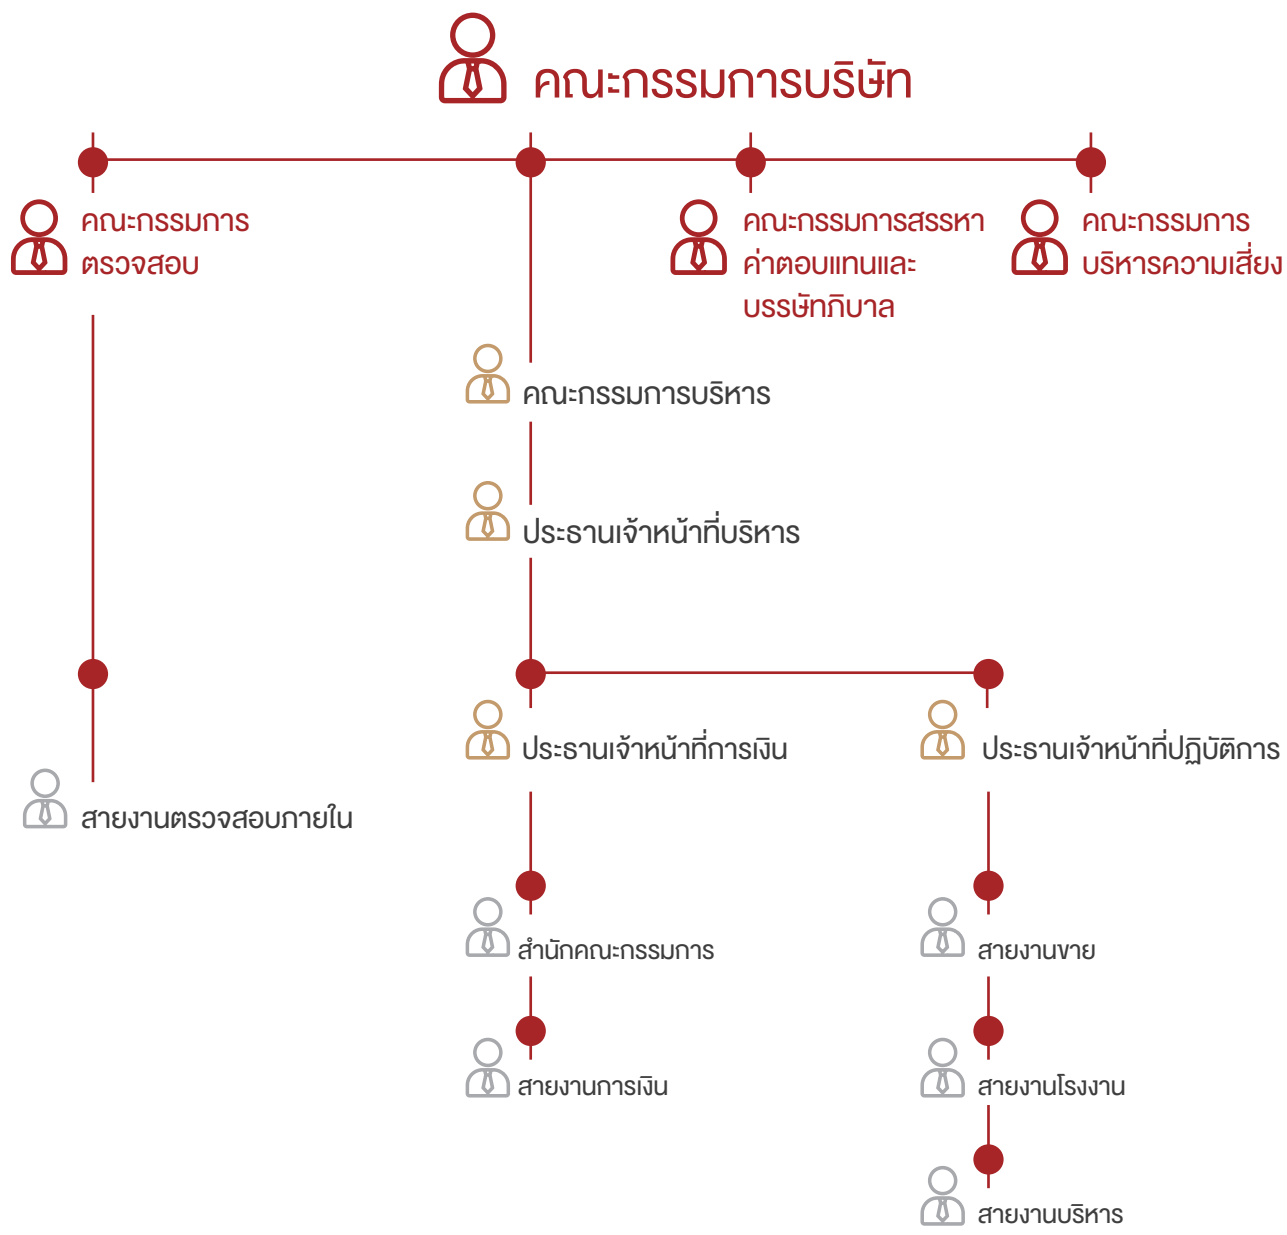 คณะกรรมการบริษัท
คณะกรรมการ
ตรวจสอบ
คณะกรรมการสรรหา
ค่าตอบแทนและ
บรรษัทภิบาล
คณะกรรมการ
บริหารความเสี่ยง
คณะกรรมการบริหาร
ประธานเจ้าหน้าที่บริหาร
ประธานเจ้าหน้าที่การเงิน
ประธานเจ้าหน้าที่ปฏิบัติการ
สายงานตรวจสอบภายใน
สำนักคณะกรรมการ
สายงานขาย
สายงานการเงิน
สายงานโรงงาน
สายงานบริหาร